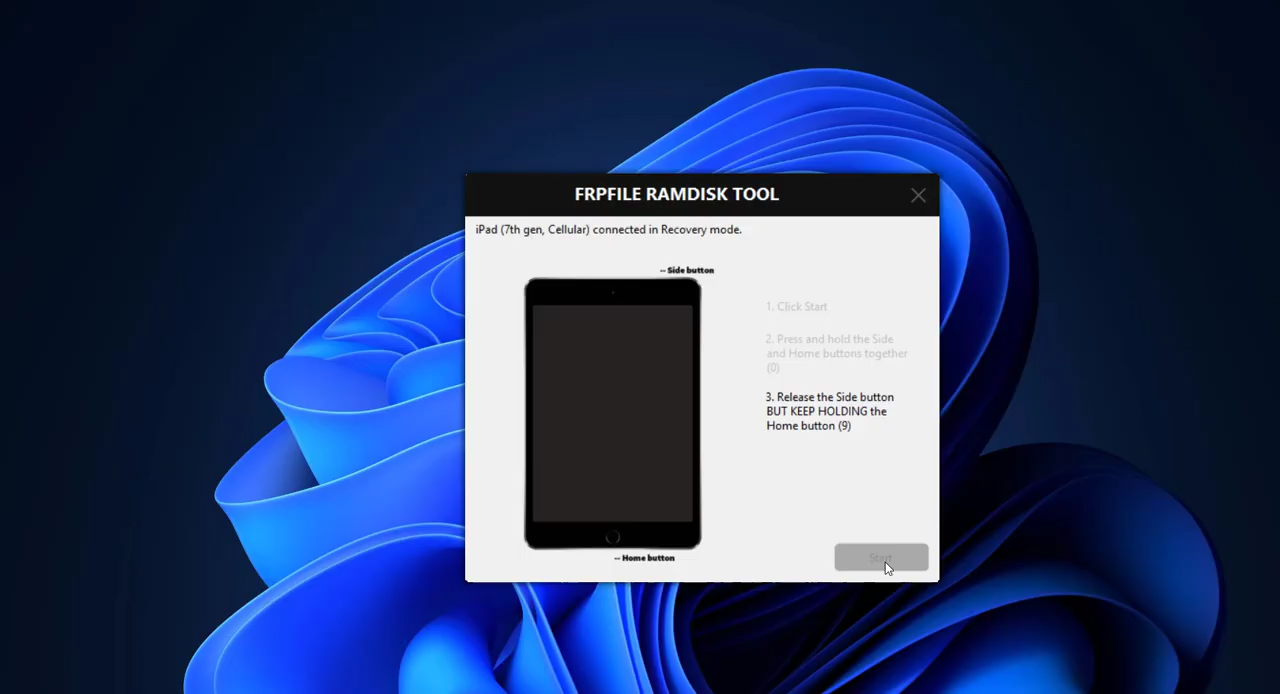 FRPFILE RAMDISK TOOL
iPad (7th gen, Cellular) connected in Recovery mode.
-- Side button
1. Click Start
2. Press and hold the Side
and Home buttons together
(0)
3. Release the Side button
BUT KEEP HOLDING the
Home button (9)
Start
-- Home button